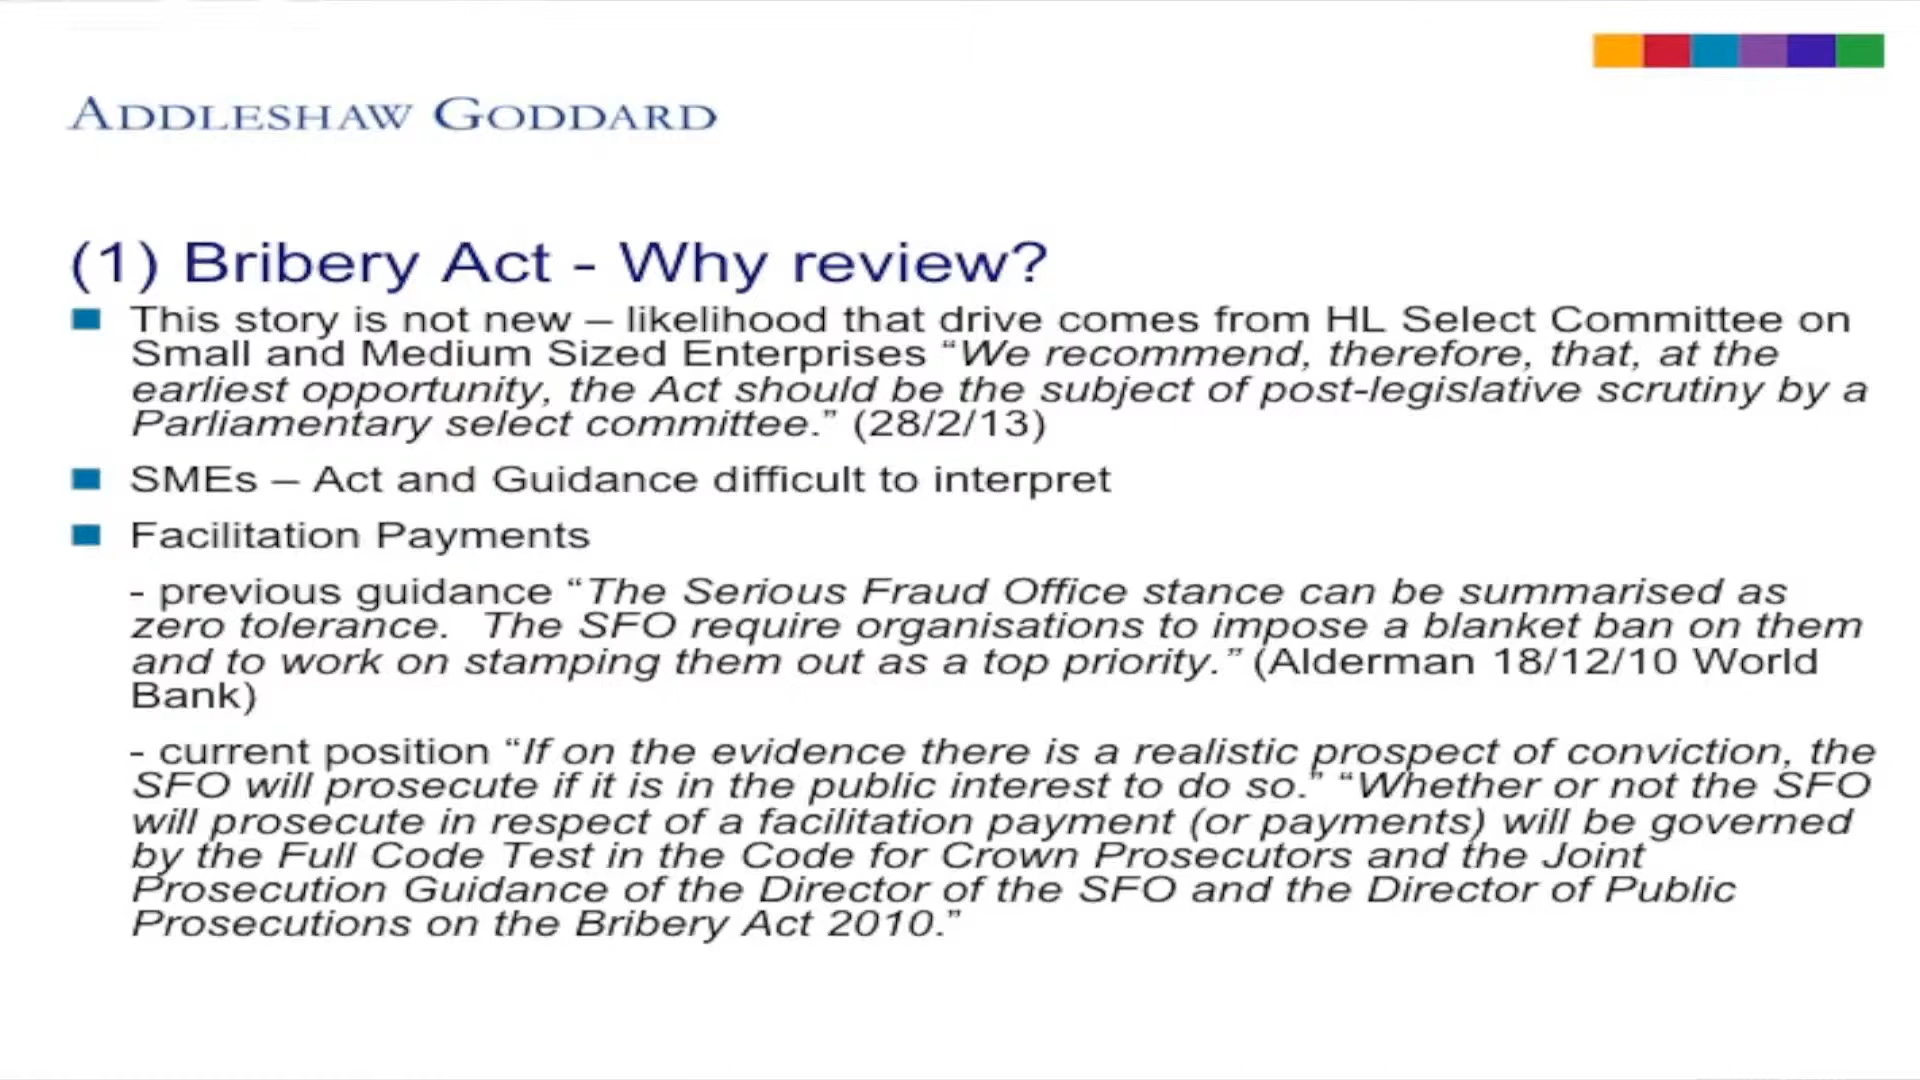 ADDLESHAW GODDARD
(1) Bribery Act - Why review?
This story is not new – likelihood that drive comes from HL Select Committee on
Small and Medium Sized Enterprises “We recommend, therefore, that, at the
earliest opportunity, the Act should be the subject of post-legislative scrutiny by a
Parliamentary select committee.” (28/2/13)
SMEs – Act and Guidance difficult to interpret
Facilitation Payments
- previous guidance “The Serious Fraud Office stance can be summarised as
zero tolerance.  The SFO require organisations to impose a blanket ban on them
and to work on stamping them out as a top priority.” (Alderman 18/12/10 World
Bank)
- current position “If on the evidence there is a realistic prospect of conviction, the
SFO will prosecute if it is in the public interest to do so.” “Whether or not the SFO
will prosecute in respect of a facilitation payment (or payments) will be governed
by the Full Code Test in the Code for Crown Prosecutors and the Joint
Prosecution Guidance of the Director of the SFO and the Director of Public
Prosecutions on the Bribery Act 2010.”